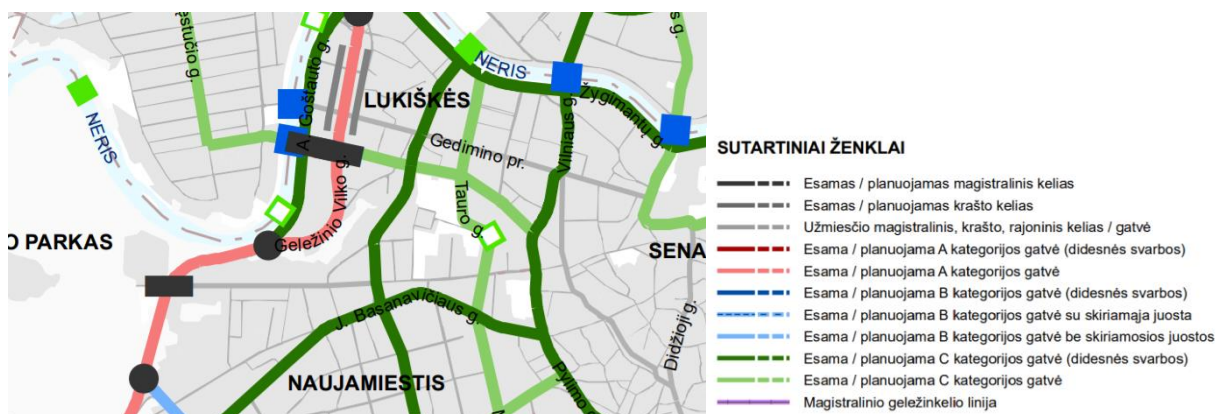 ęstučio g.
A. Goštauto g.
NERIS
NERIS
LUKIŠKĖS
Gedimino pr.
Vilniaus g.
Žygimantų g.
Geležinio Vilko g.
Tauro g.
O PARKAS
SENA
J. Basanavičiaus g.
Didžioji g.
NAUJAMIESTIS
Pylimo g.
SUTARTINIAI ŽENKLAI
Esamas / planuojamas magistralinis kelias
Esamas / planuojamas krašto kelias
Užmiesčio magistralinis, krašto, rajoninis kelias / gatvė
Esama / planuojama A kategorijos gatvė (didesnės svarbos)
Esama / planuojama A kategorijos gatvė
Esama / planuojama B kategorijos gatvė (didesnės svarbos)
Esama / planuojama B kategorijos gatvė su skiriamąja juosta
Esama / planuojama B kategorijos gatvė be skiriamosios juostos
Esama / planuojama C kategorijos gatvė (didesnės svarbos)
Esama / planuojama C kategorijos gatvė
Magistralinio geležinkelio linija